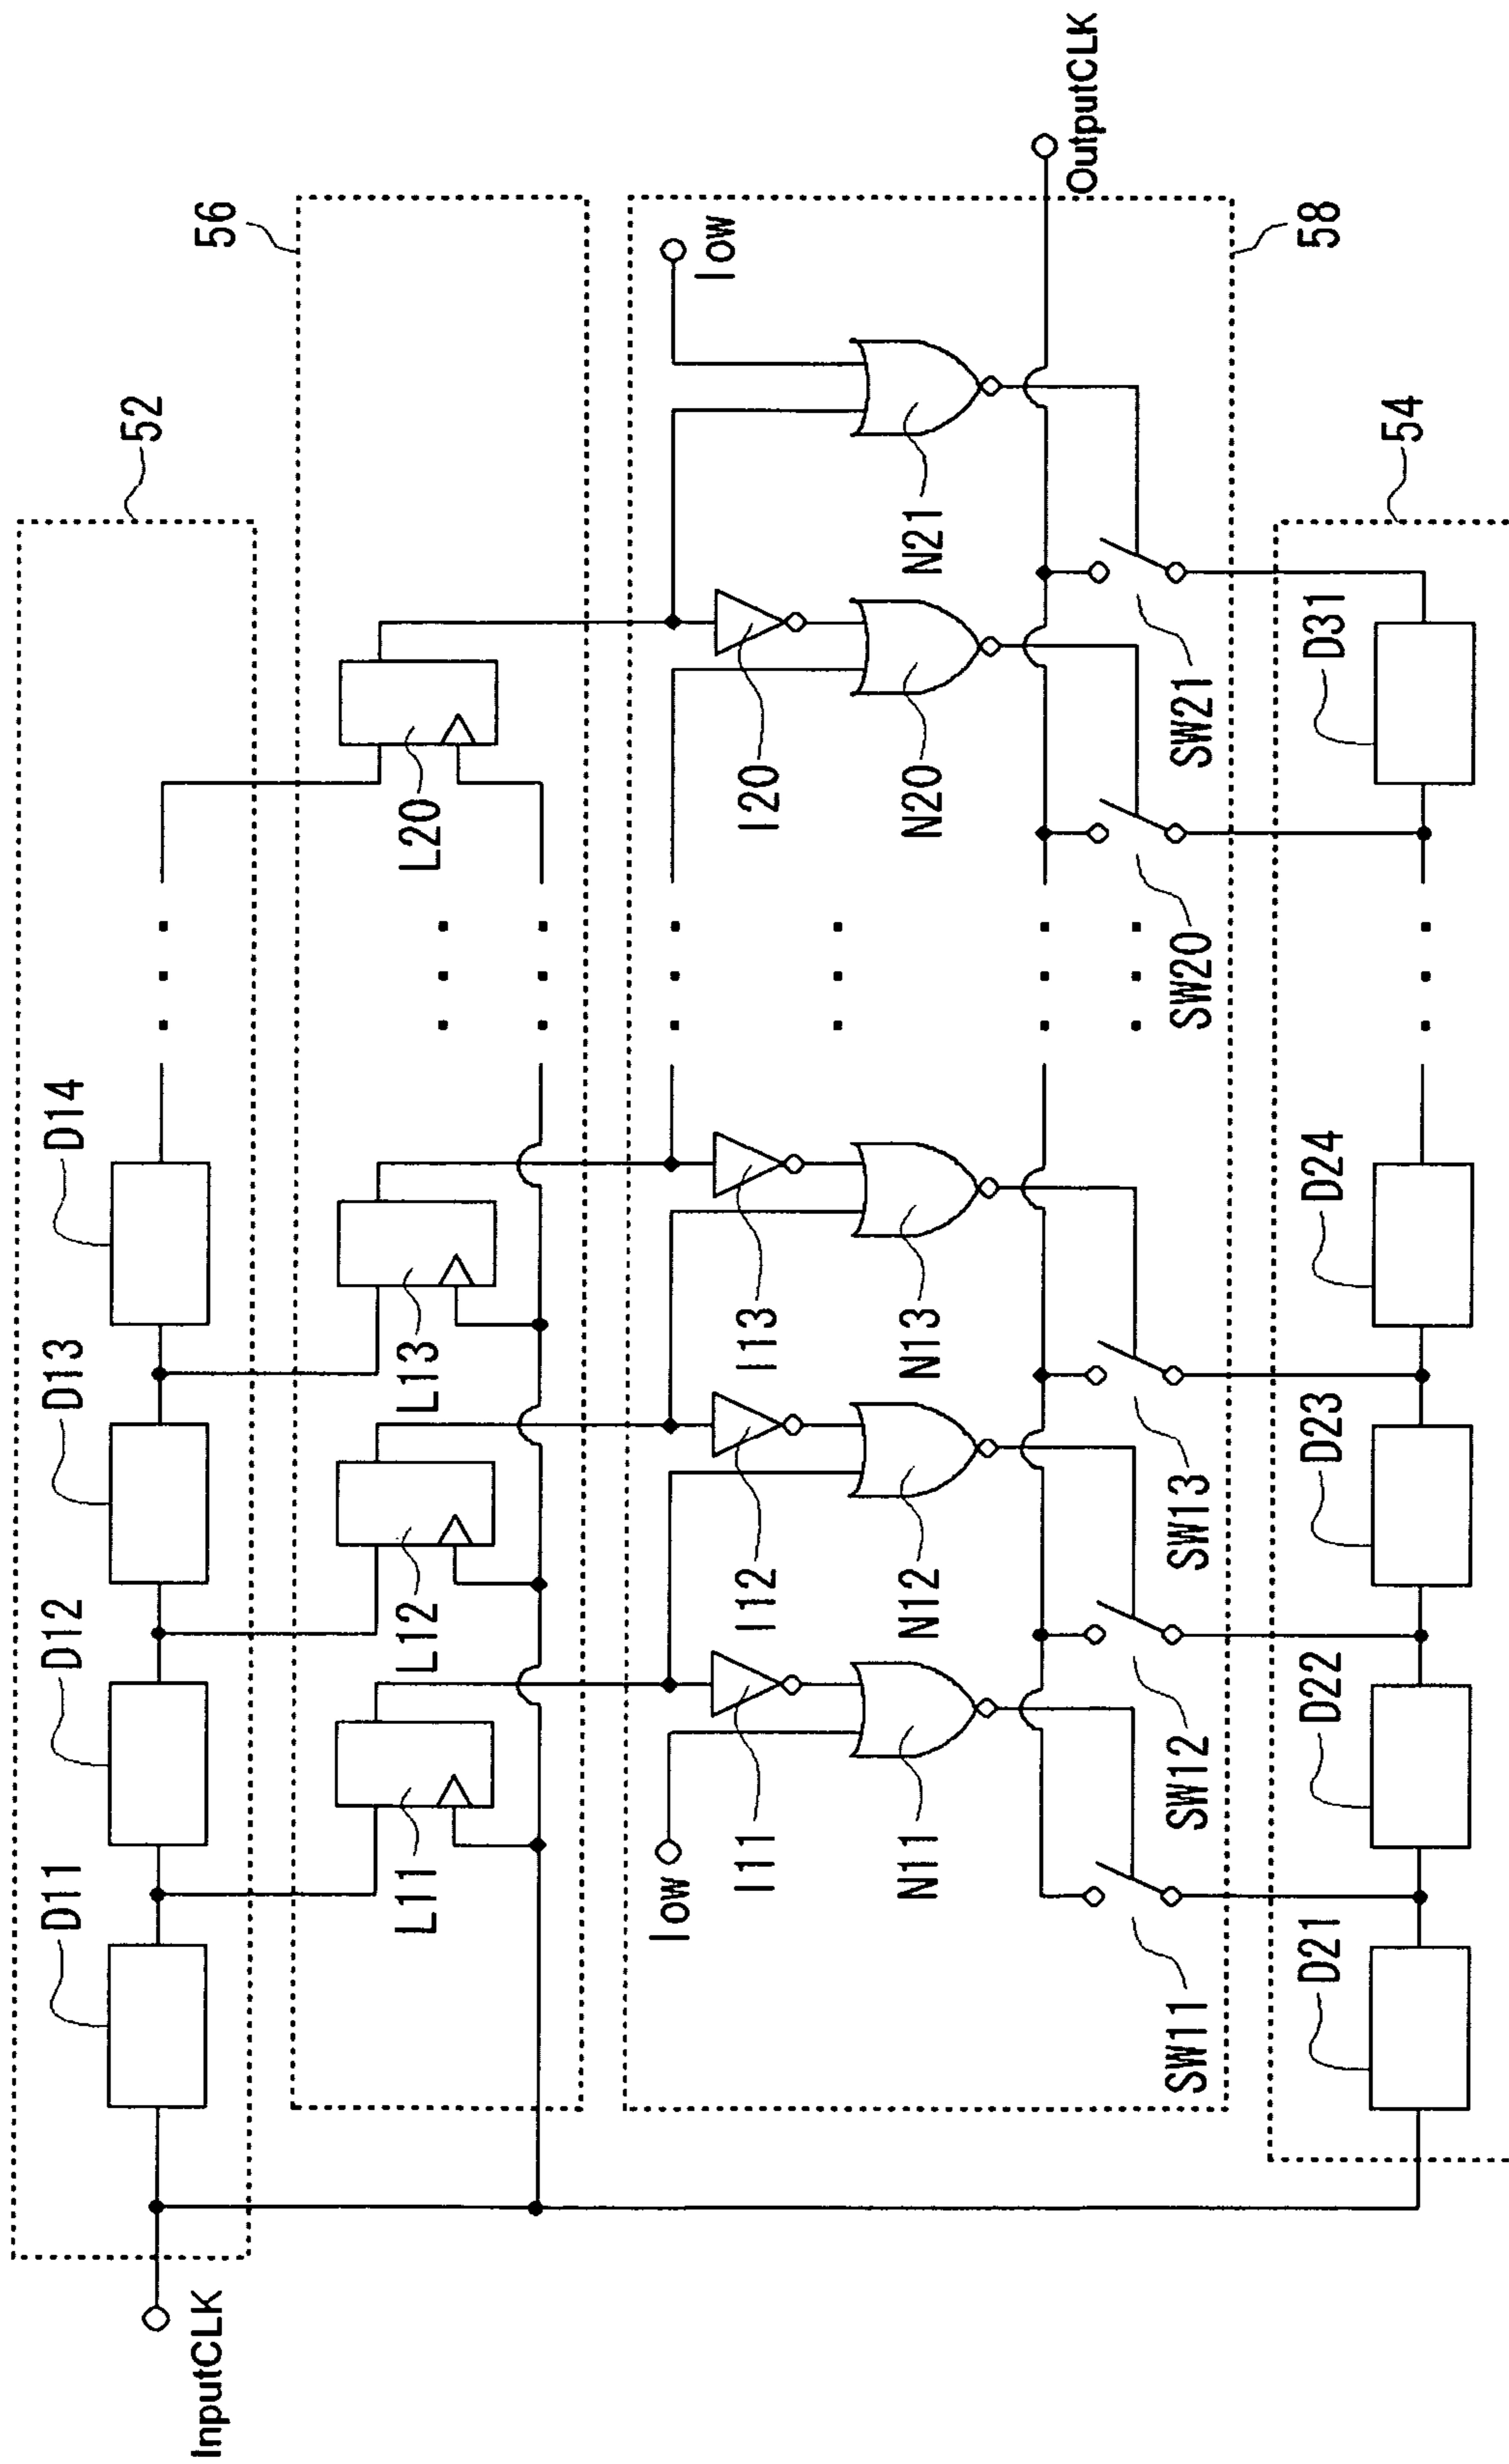 52
D11
D12
D13
D14
56
L11
L12
L13
L20
InputCLK
low
I11
I12
I13
I20
low
N11
N12
N13
N20
N21
OutputCLK
SW11
SW12
SW13
SW20
SW21
58
D21
D22
D23
D24
D31
54